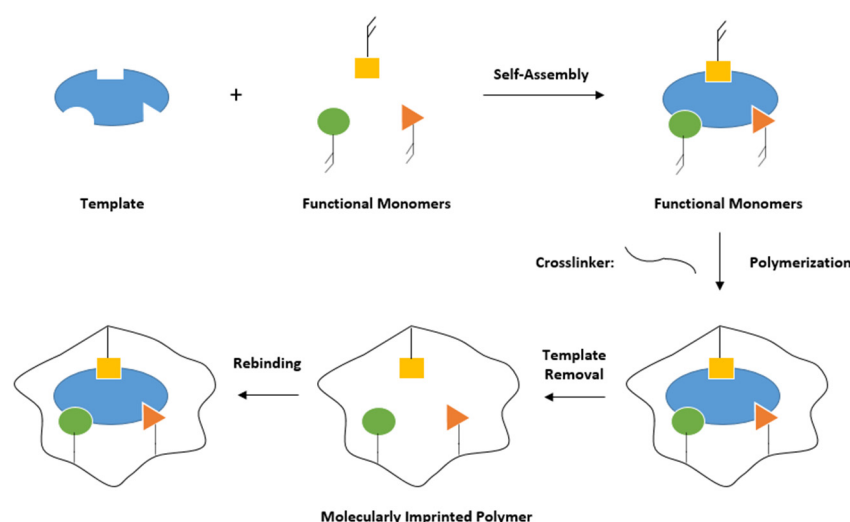 +
Self-Assembly
Template
Functional Monomers
Functional Monomers
Crosslinker:
Polymerization
Rebinding
Template
Removal
Molecularly Imprinted Polymer